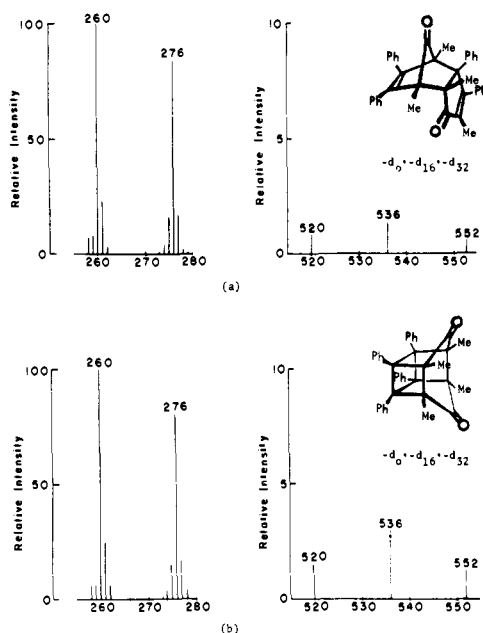 100
50
0
Relative Intensity
260
276
260
270
280
10
5
0
Relative Intensity
520
536
552
520
530
540
550
O
Me
Ph
Ph
Me
Ph
Me
Ph
O
Me
-d₀,-d₁₆,-d₃₂
(a)
100
50
0
Relative Intensity
260
276
260
270
280
10
5
0
Relative Intensity
520
536
552
520
530
540
550
O
Ph
Me
Ph
Me
Ph
Me
Ph
Me
O
-d₀,-d₁₆,-d₃₂
(b)